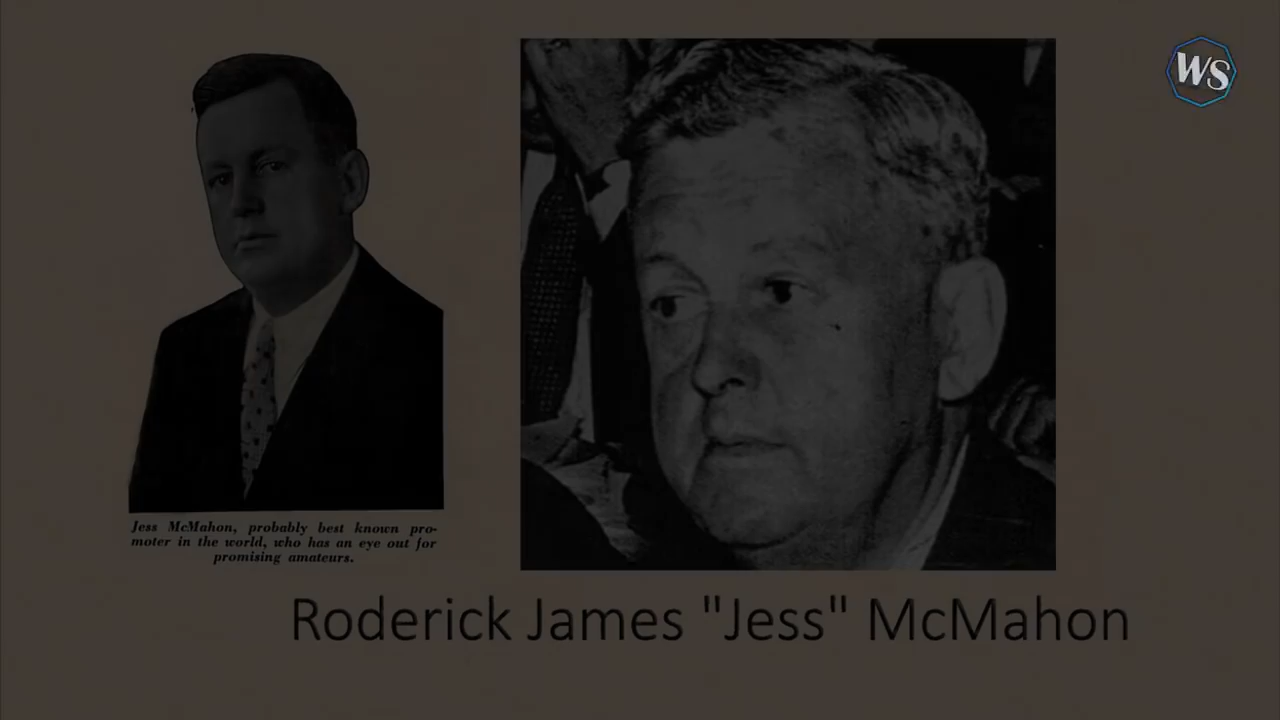 WS
Jess McMahon, probably best known pro-
moter in the world, who has an eye out for
promising amateurs.
Roderick James "Jess" McMahon